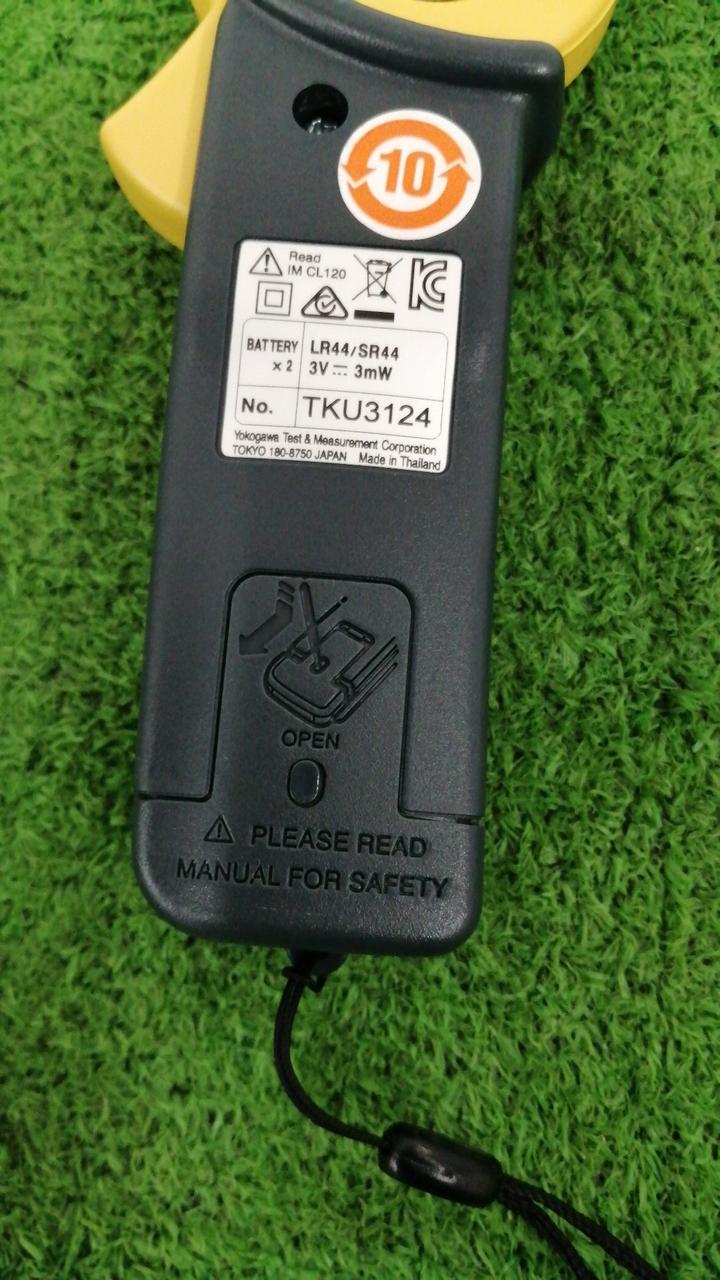 10
Read
IM CL120
BATTERY LR44/SR44
x 2 3V ⎓ 3mW
No. TKU3124
Yokogawa Test & Measurement Corporation
TOKYO 180-8750 JAPAN Made in Thailand
OPEN
⚠ PLEASE READ
MANUAL FOR SAFETY